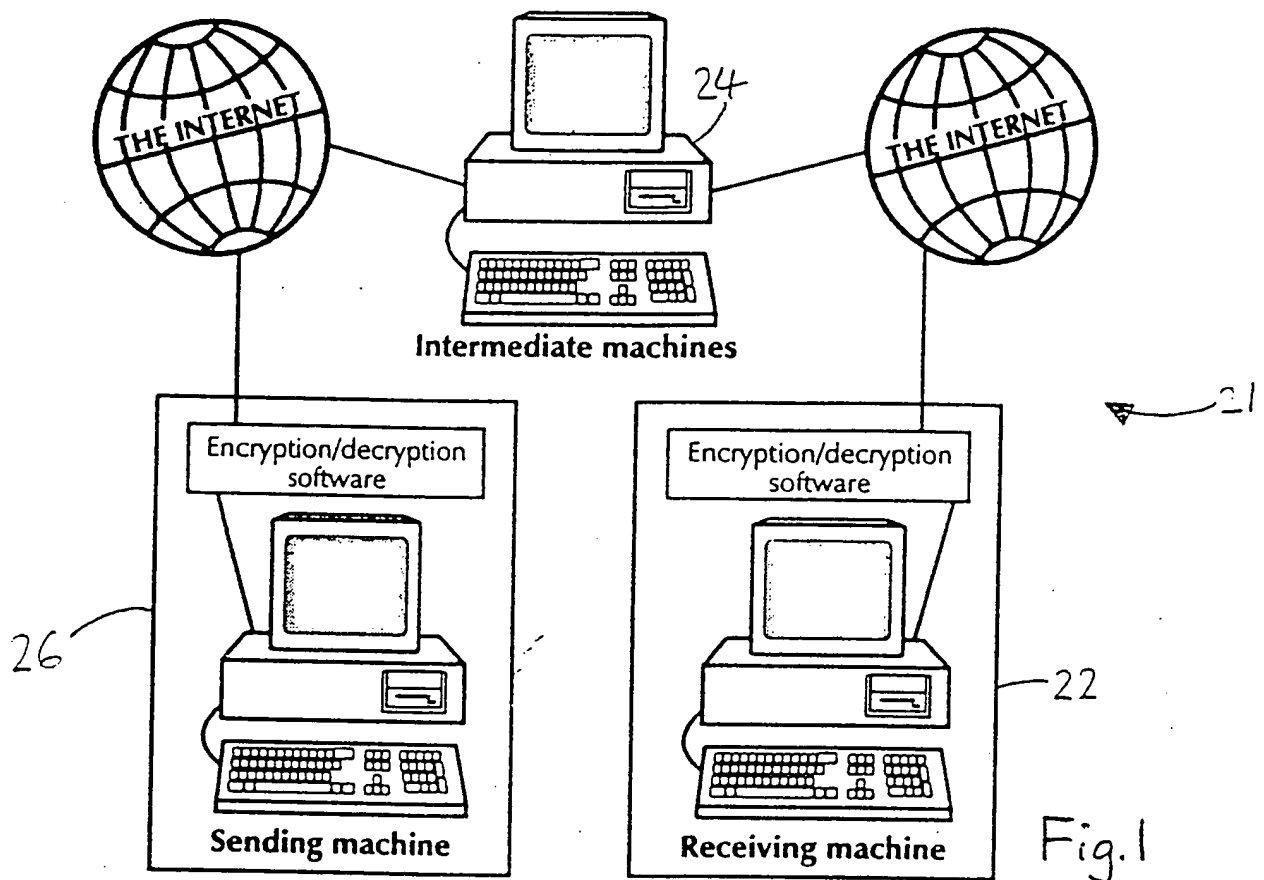 THE INTERNET
24
THE INTERNET
Intermediate machines
21
Encryption/decryption
software
Encryption/decryption
software
26
22
Sending machine
Receiving machine
Fig.1